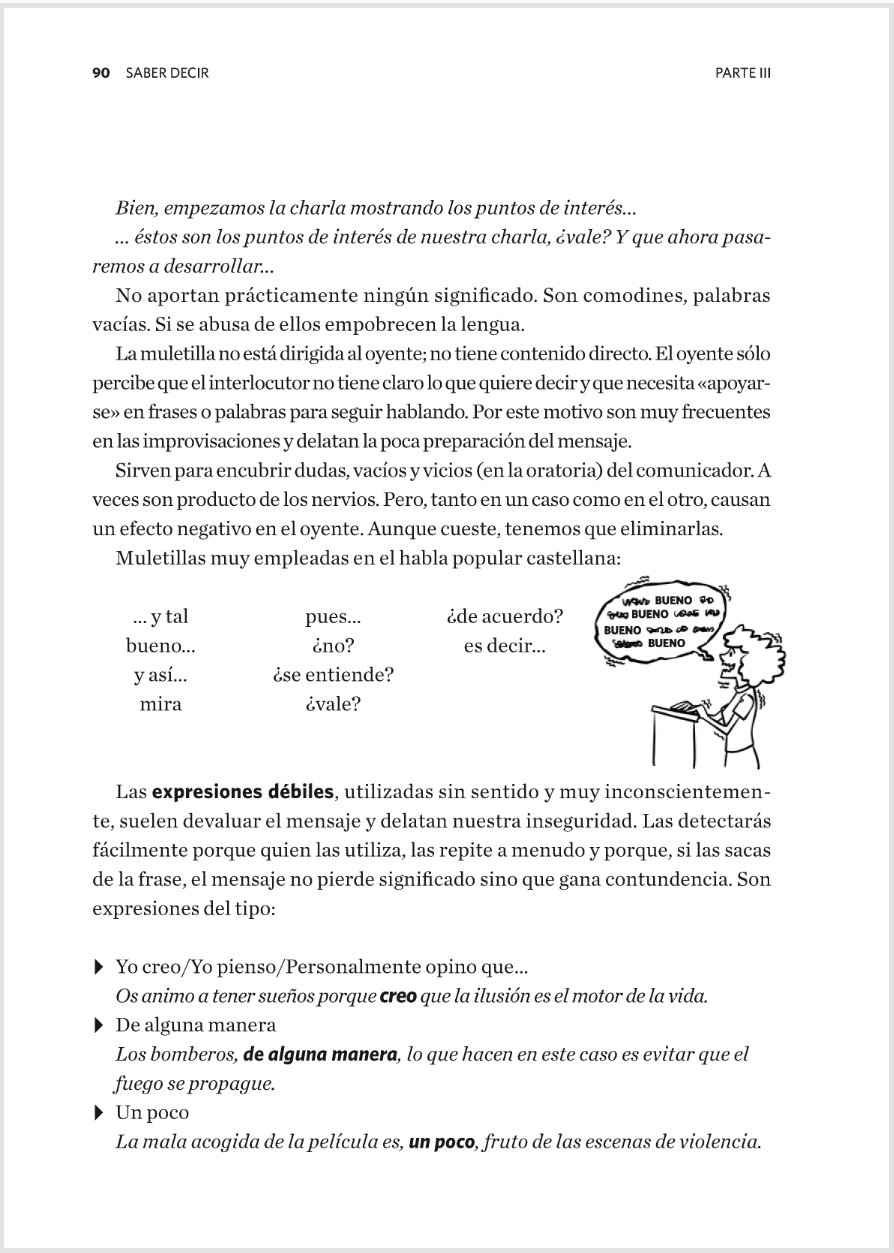 90 SABER DECIR PARTE III
Bien, empezamos la charla mostrando los puntos de interés...
... éstos son los puntos de interés de nuestra charla, ¿vale? Y que ahora pasa-
remos a desarrollar...
No aportan prácticamente ningún significado. Son comodines, palabras
vacías. Si se abusa de ellos empobrecen la lengua.
La muletilla no está dirigida al oyente; no tiene contenido directo. El oyente sólo
percibe que el interlocutor no tiene claro lo que quiere decir y que necesita «apoyar-
se» en frases o palabras para seguir hablando. Por este motivo son muy frecuentes
en las improvisaciones y delatan la poca preparación del mensaje.
Sirven para encubrir dudas, vacíos y vicios (en la oratoria) del comunicador. A
veces son producto de los nervios. Pero, tanto en un caso como en el otro, causan
un efecto negativo en el oyente. Aunque cueste, tenemos que eliminarlas.
Muletillas muy empleadas en el habla popular castellana:
... y tal pues... ¿de acuerdo?
bueno... ¿no? es decir...
y así... ¿se entiende?
mira ¿vale?
BUENO
BUENO
BUENO
BUENO
Las expresiones débiles, utilizadas sin sentido y muy inconscientemen-
te, suelen devaluar el mensaje y delatan nuestra inseguridad. Las detectarás
fácilmente porque quien las utiliza, las repite a menudo y porque, si las sacas
de la frase, el mensaje no pierde significado sino que gana contundencia. Son
expresiones del tipo:
Yo creo/Yo pienso/Personalmente opino que...
Os animo a tener sueños porque creo que la ilusión es el motor de la vida.
De alguna manera
Los bomberos, de alguna manera, lo que hacen en este caso es evitar que el
fuego se propague.
Un poco
La mala acogida de la película es, un poco, fruto de las escenas de violencia.